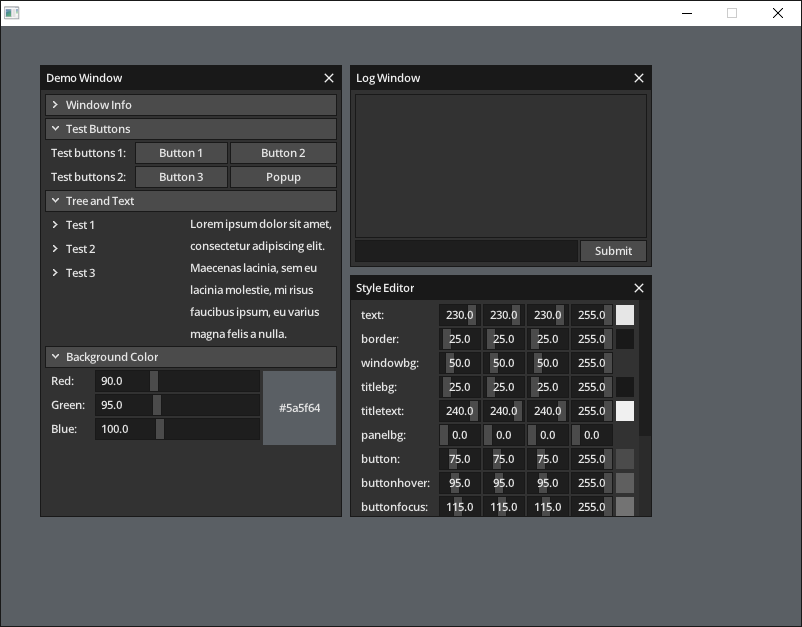 Demo Window
Window Info
Test Buttons
Test buttons 1: Button 1 Button 2
Test buttons 2: Button 3 Popup
Tree and Text
Test 1
Test 2
Test 3
Lorem ipsum dolor sit amet,
consectetur adipiscing elit.
Maecenas lacinia, sem eu
lacinia molestie, mi risus
faucibus ipsum, eu varius
magna felis a nulla.
Background Color
Red: 90.0
Green: 95.0
Blue: 100.0
#5a5f64
Log Window
Submit
Style Editor
text: 230.0 230.0 230.0 255.0
border: 25.0 25.0 25.0 255.0
windowbg: 50.0 50.0 50.0 255.0
titlebg: 25.0 25.0 25.0 255.0
titletext: 240.0 240.0 240.0 255.0
panelbg: 0.0 0.0 0.0 0.0
button: 75.0 75.0 75.0 255.0
buttonhover: 95.0 95.0 95.0 255.0
buttonfocus: 115.0 115.0 115.0 255.0